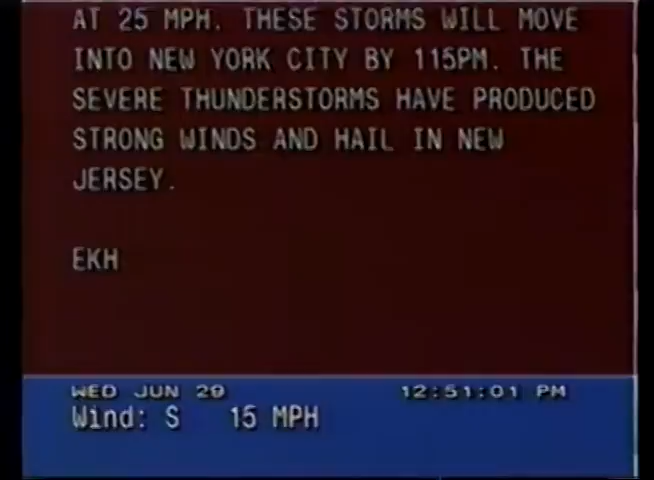 AT 25 MPH. THESE STORMS WILL MOVE
INTO NEW YORK CITY BY 115PM. THE
SEVERE THUNDERSTORMS HAVE PRODUCED
STRONG WINDS AND HAIL IN NEW
JERSEY.
EKH
WED JUN 29 12:51:01 PM
Wind: S 15 MPH